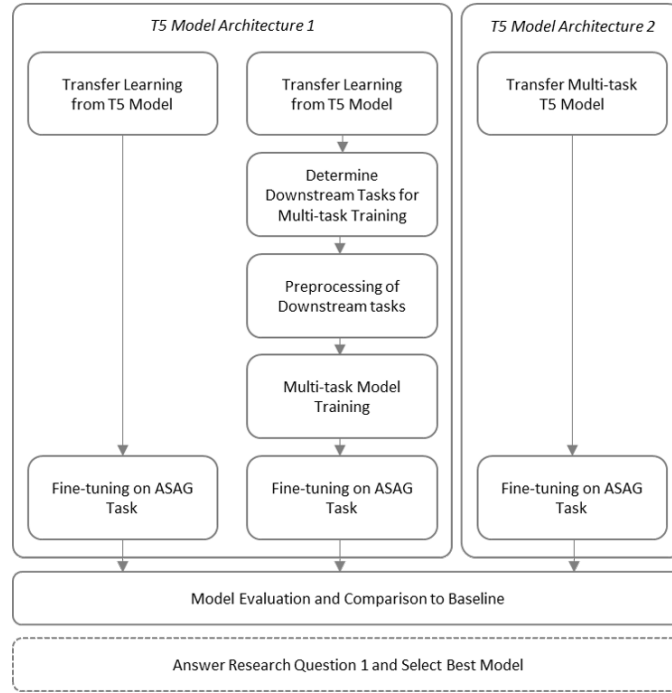 T5 Model Architecture 1
T5 Model Architecture 2
Transfer Learning
from T5 Model
Transfer Learning
from T5 Model
Transfer Multi-task
T5 Model
Determine
Downstream Tasks for
Multi-task Training
Preprocessing of
Downstream tasks
Multi-task Model
Training
Fine-tuning on ASAG
Task
Fine-tuning on ASAG
Task
Fine-tuning on ASAG
Task
Model Evaluation and Comparison to Baseline
Answer Research Question 1 and Select Best Model